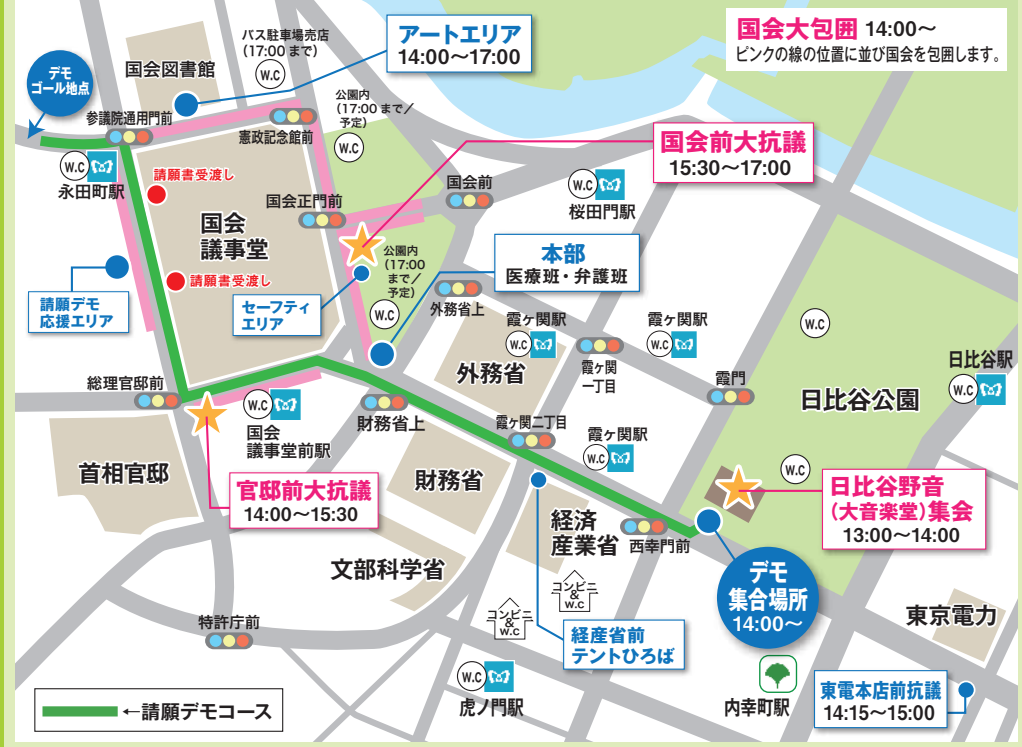 国会大包囲 14:00～
ピンクの線の位置に並び国会を包囲します。
アートエリア
14:00～17:00
バス駐車場売店
(17:00 まで)
W.C
国会図書館
デモ
ゴール地点
参議院通用門前
憲政記念館前
公園内
(17:00 まで/
予定)
W.C
国会前大抗議
15:30～17:00
W.C
永田町駅
請願書受渡し
国会
議事堂
請願書受渡し
国会正門前
国会前
W.C
桜田門駅
公園内
(17:00
まで/
予定)
W.C
本部
医療班・弁護班
請願デモ
応援エリア
セーフティ
エリア
外務省上
霞ヶ関駅
W.C
霞ヶ関駅
W.C
W.C
外務省
霞ヶ関
一丁目
霞門
日比谷公園
日比谷駅
W.C
総理官邸前
W.C
国会
議事堂前駅
財務省上
霞ヶ関二丁目
霞ヶ関駅
W.C
W.C
首相官邸
官邸前大抗議
14:00～15:30
財務省
日比谷野音
(大音楽堂)集会
13:00～14:00
経済
産業省
西幸門前
文部科学省
デモ
集合場所
14:00～
コンビニ
&
W.C
コンビニ
&
W.C
特許庁前
経産省前
テントひろば
東京電力
W.C
虎ノ門駅
内幸町駅
東電本店前抗議
14:15～15:00
←請願デモコース